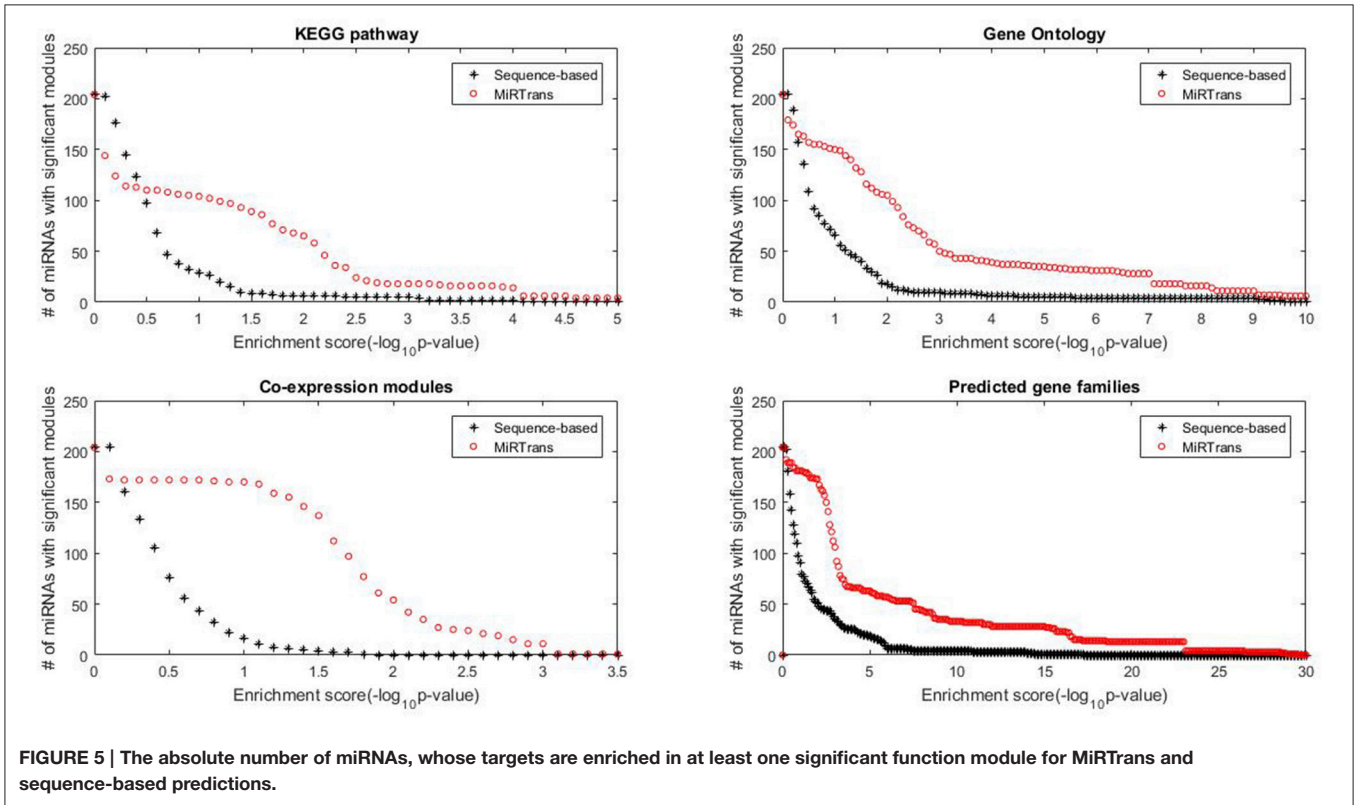 KEGG pathway
# of miRNAs with significant modules
250
200
150
100
50
0
Sequence-based
MiRTrans
0 0.5 1 1.5 2 2.5 3 3.5 4 4.5 5
Enrichment score(-log10p-value)
Gene Ontology
# of miRNAs with significant modules
250
200
150
100
50
0
Sequence-based
MiRTrans
0 1 2 3 4 5 6 7 8 9 10
Enrichment score(-log10p-value)
Co-expression modules
# of miRNAs with significant modules
250
200
150
100
50
0
Sequence-based
MiRTrans
0 0.5 1 1.5 2 2.5 3 3.5
Enrichment score(-log10p-value)
Predicted gene families
# of miRNAs with significant modules
250
200
150
100
50
0
Sequence-based
MiRTrans
0 5 10 15 20 25 30
Enrichment score(-log10p-value)
FIGURE 5 | The absolute number of miRNAs, whose targets are enriched in at least one significant function module for MiRTrans and
sequence-based predictions.